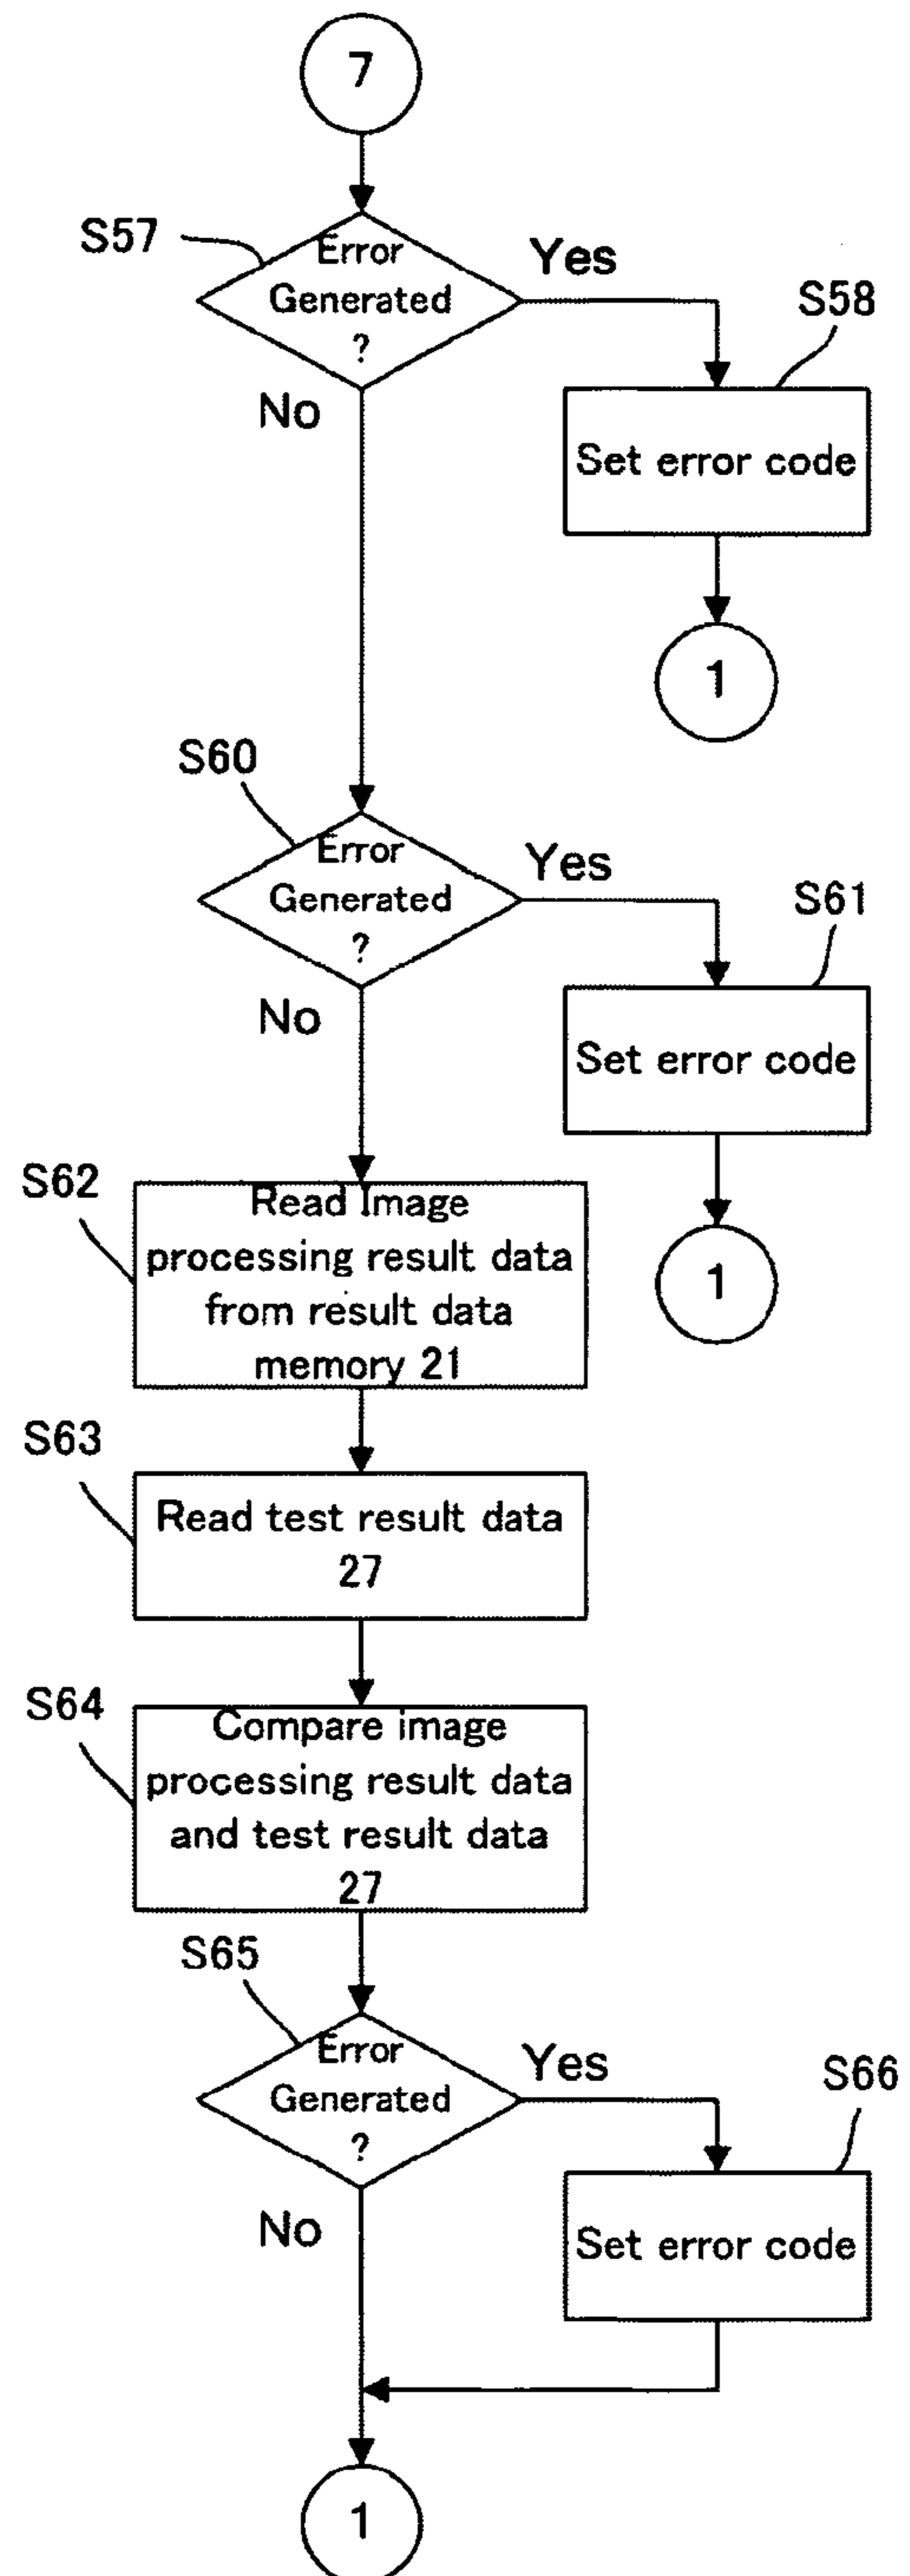 7
S57
Error
Generated
?
Yes
No
S58
Set error code
1
S60
Error
Generated
?
Yes
No
S61
Set error code
1
S62
Read Image
processing result data
from result data
memory 21
S63
Read test result data
27
S64
Compare image
processing result data
and test result data
27
S65
Error
Generated
?
Yes
No
S66
Set error code
1